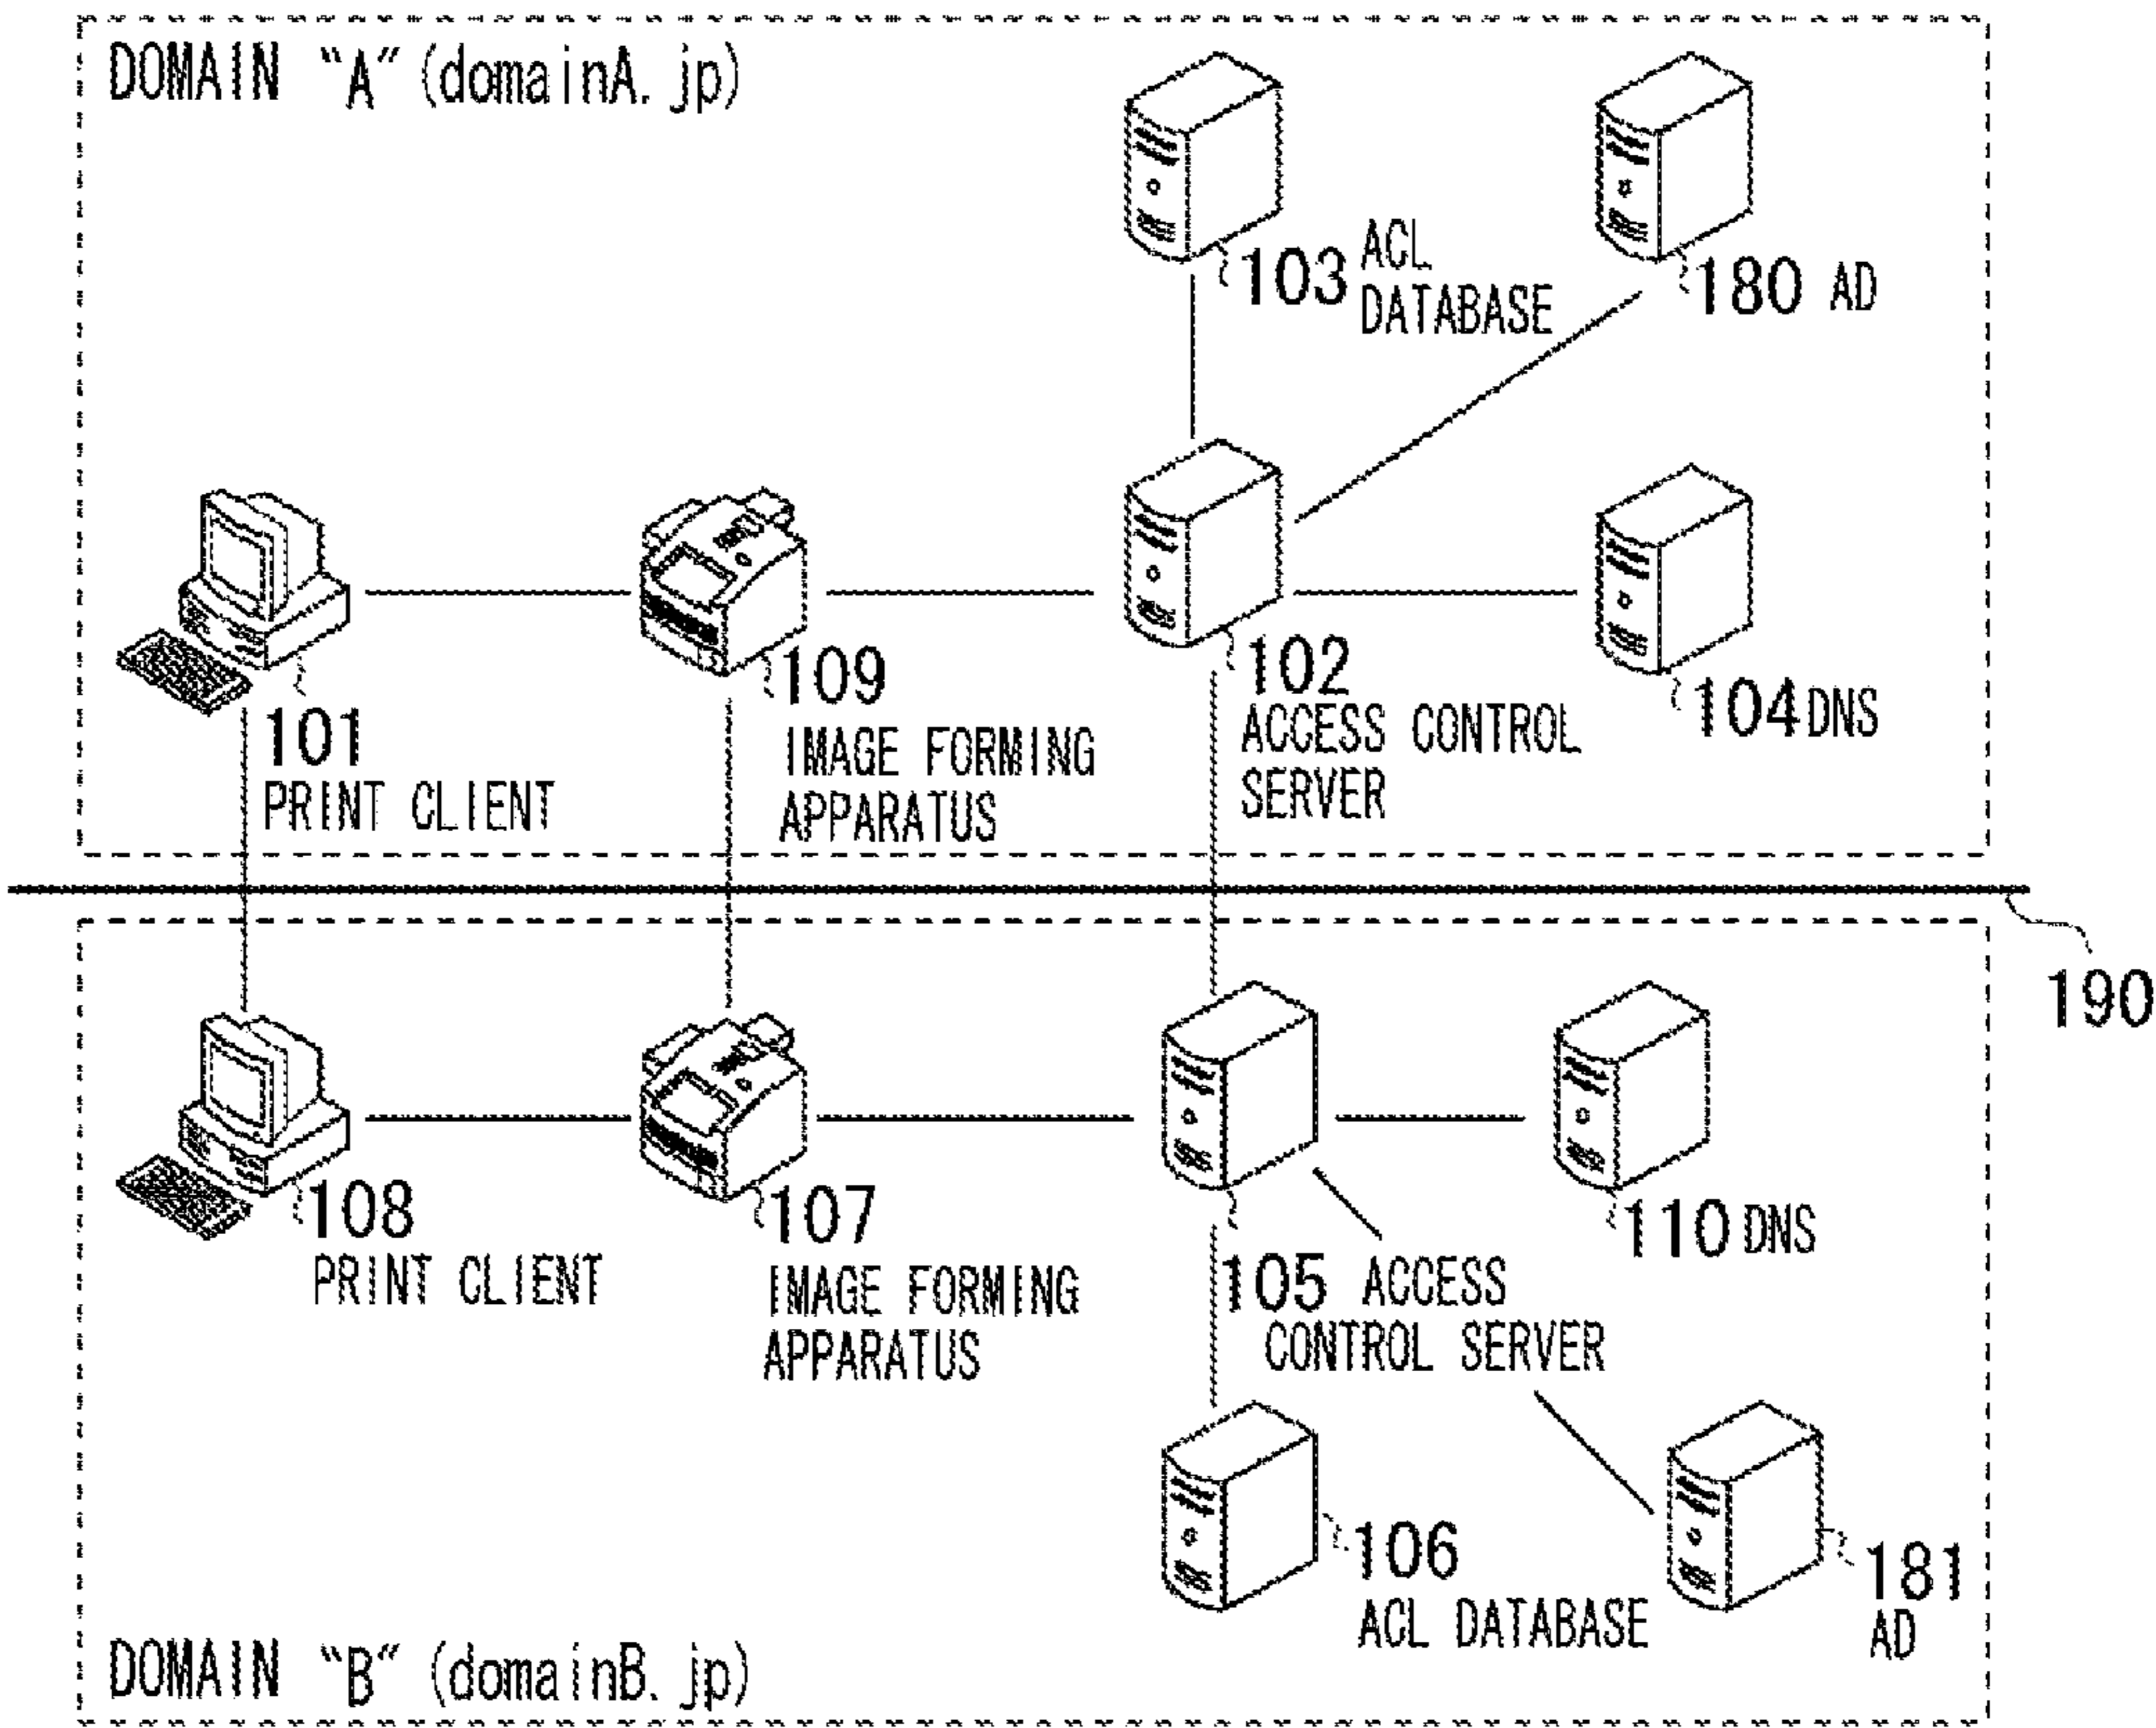 DOMAIN "A" (domainA. jp)
103 ACL
DATABASE
180 AD
101
PRINT CLIENT
109
IMAGE FORMING
APPARATUS
102
ACCESS CONTROL
SERVER
104 DNS
190
108
PRINT CLIENT
107
IMAGE FORMING
APPARATUS
105 ACCESS
CONTROL SERVER
110 DNS
106
ACL DATABASE
181
AD
DOMAIN "B" (domainB. jp)